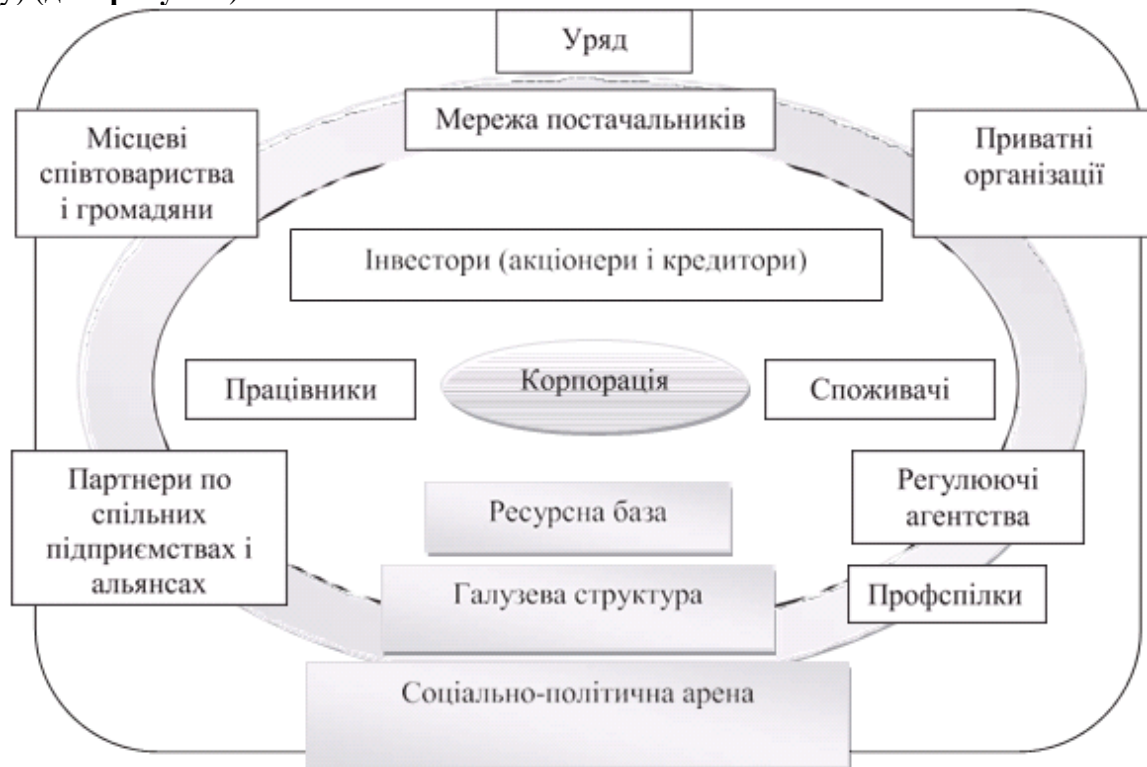 Уряд
Мережа постачальників
Місцеві
співтовариства
і громадяни
Приватні
організації
Інвестори (акціонери і кредитори)
Працівники
Корпорація
Споживачі
Партнери по
спільних
підприємствах і
альянсах
Ресурсна база
Регулюючі
агентства
Галузева структура
Профспілки
Соціально-політична арена